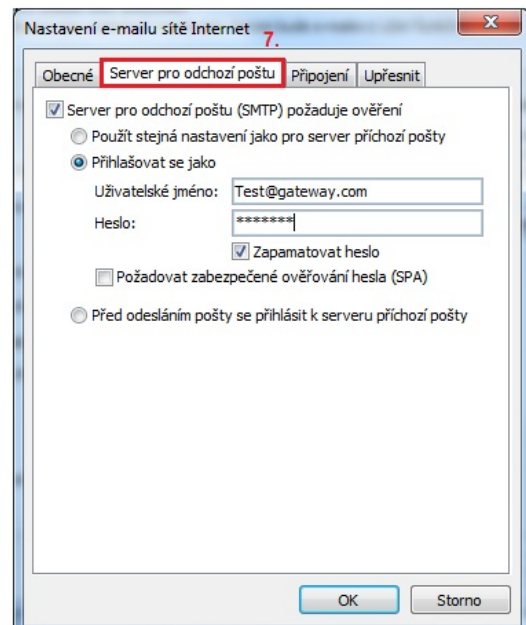 Nastavení e-mailu sítě Internet
7.
Obecné Server pro odchozí poštu Připojení Upřesnit
Server pro odchozí poštu (SMTP) požaduje ověření
Použít stejná nastavení jako pro server příchozí pošty
Přihlašovat se jako
Uživatelské jméno: Test@gateway.com
Heslo: *******
Zapamatovat heslo
Požadovat zabezpečené ověřování hesla (SPA)
Před odesláním pošty se přihlásit k serveru příchozí pošty
OK Storno